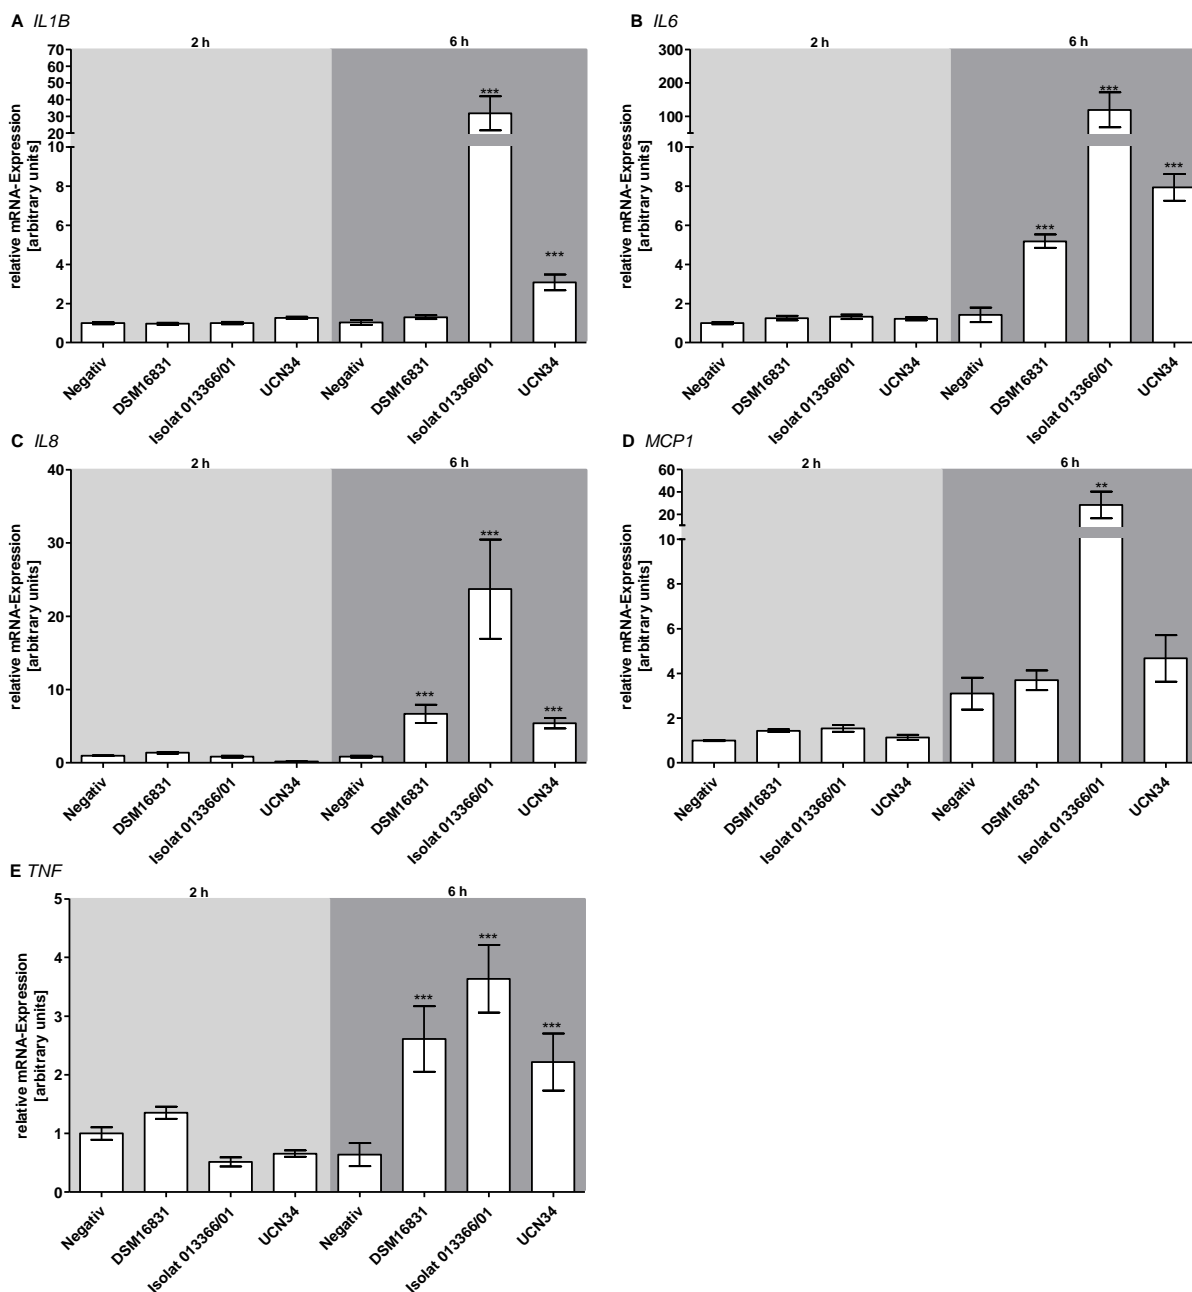 A IL1B
2 h 6 h
relative mRNA-Expression
[arbitrary units]
70
60
50
40
30
20
10
8
6
4
2
0
***
***
Negativ DSM16831 Isolat 013366/01 UCN34 Negativ DSM16831 Isolat 013366/01 UCN34
B IL6
2 h 6 h
relative mRNA-Expression
[arbitrary units]
300
200
100
10
8
6
4
2
0
***
***
***
Negativ DSM16831 Isolat 013366/01 UCN34 Negativ DSM16831 Isolat 013366/01 UCN34
C IL8
2 h 6 h
relative mRNA-Expression
[arbitrary units]
40
30
20
10
0
***
***
***
Negativ DSM16831 Isolat 013366/01 UCN34 Negativ DSM16831 Isolat 013366/01 UCN34
D MCP1
2 h 6 h
relative mRNA-Expression
[arbitrary units]
60
40
20
10
8
6
4
2
0
**
Negativ DSM16831 Isolat 013366/01 UCN34 Negativ DSM16831 Isolat 013366/01 UCN34
E TNF
2 h 6 h
relative mRNA-Expression
[arbitrary units]
5
4
3
2
1
0
***
***
***
Negativ DSM16831 Isolat 013366/01 UCN34 Negativ DSM16831 Isolat 013366/01 UCN34